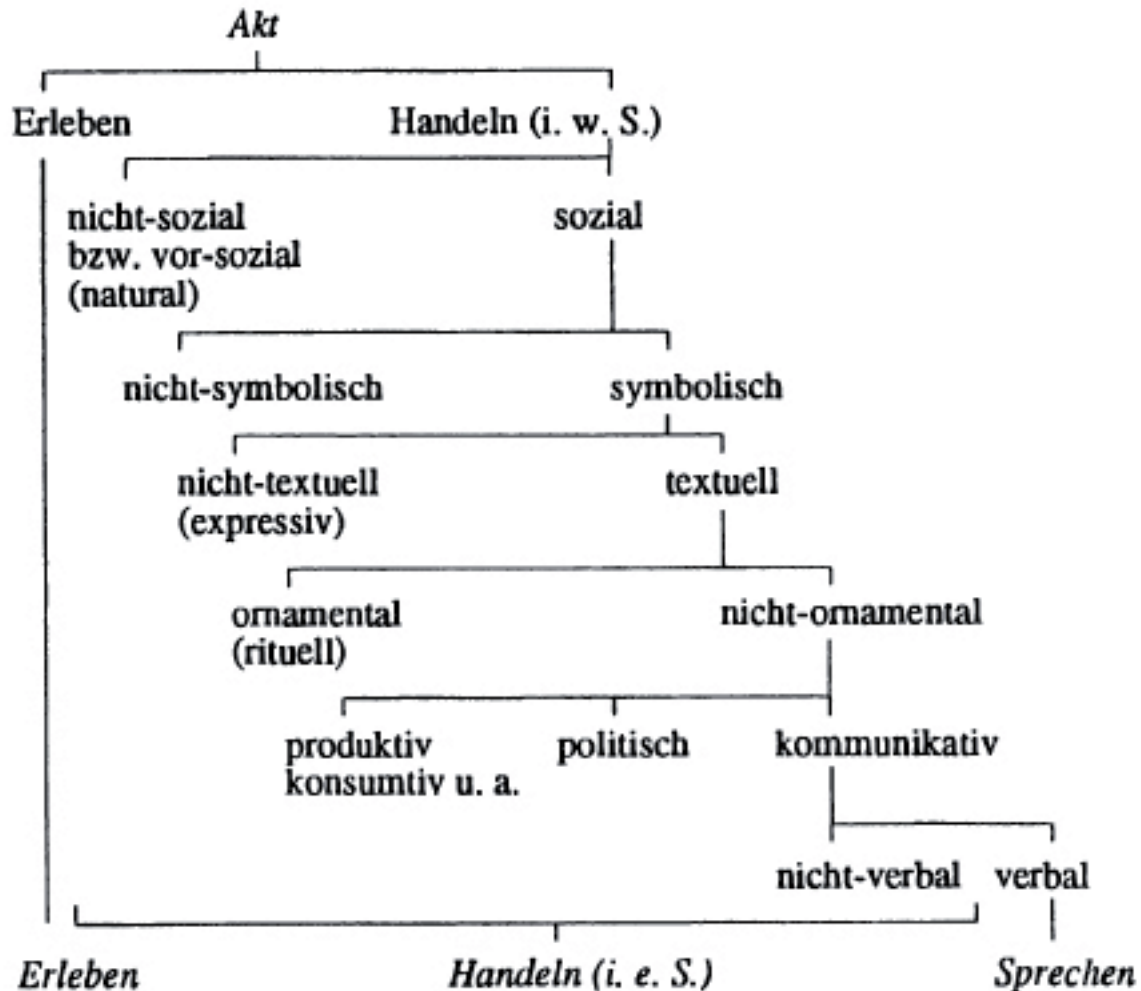 Akt
Erleben Handeln (i. w. S.)
nicht-sozial sozial
bzw. vor-sozial
(natural)
nicht-symbolisch symbolisch
nicht-textuell textuell
(expressiv)
ornamental nicht-ornamental
(rituell)
produktiv politisch kommunikativ
konsumtiv u. a.
nicht-verbal verbal
Erleben Handeln (i. e. S.) Sprechen